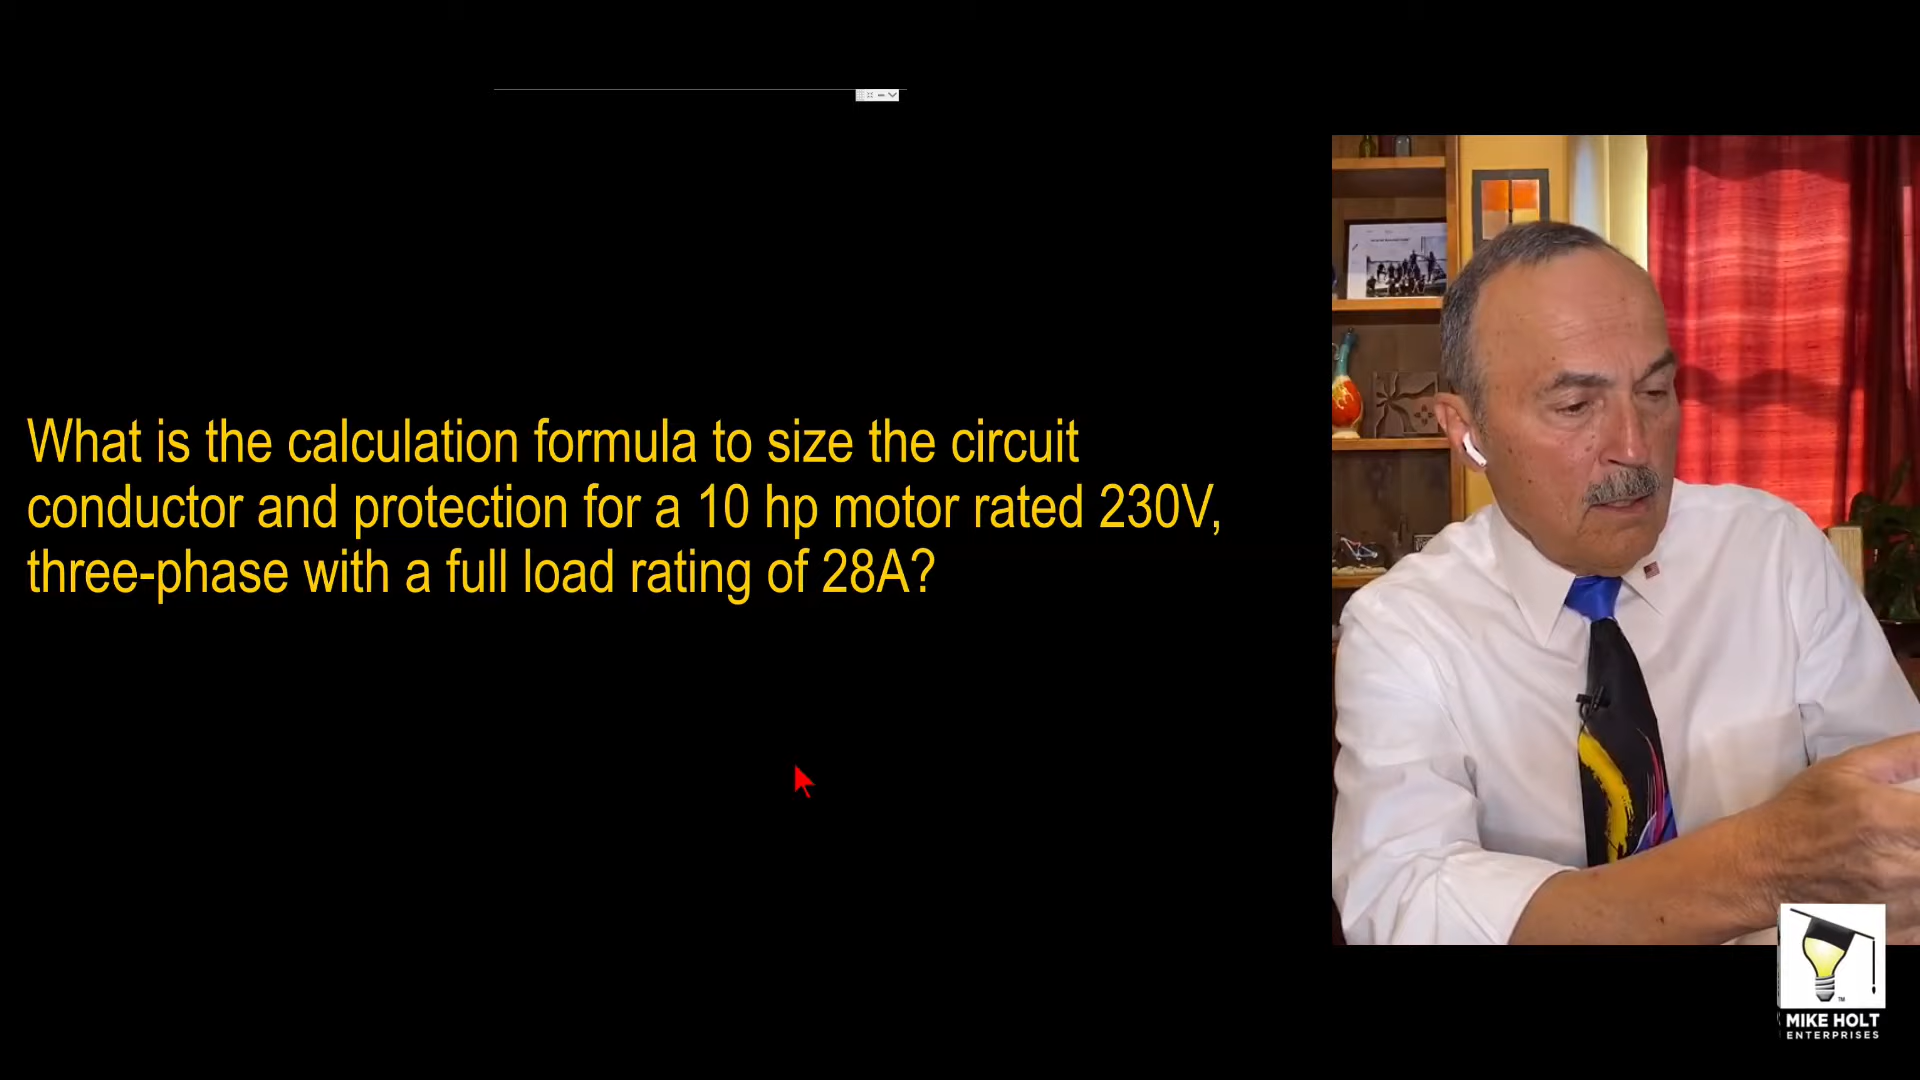 What is the calculation formula to size the circuit
conductor and protection for a 10 hp motor rated 230V,
three-phase with a full load rating of 28A?
TM
MIKE HOLT
ENTERPRISES